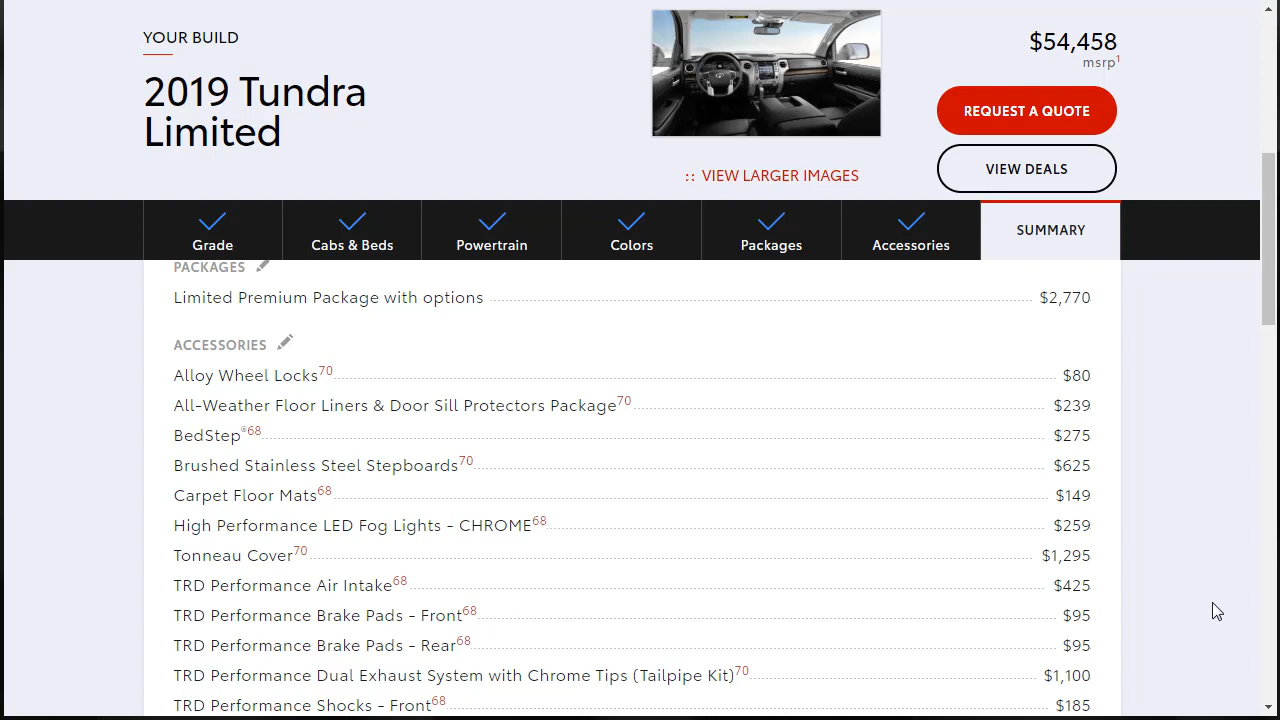 YOUR BUILD
2019 Tundra
Limited
:: VIEW LARGER IMAGES
$54,458
msrp1
REQUEST A QUOTE
VIEW DEALS
Grade
Cabs & Beds
Powertrain
Colors
Packages
Accessories
SUMMARY
PACKAGES
Limited Premium Package with options $2,770
ACCESSORIES
Alloy Wheel Locks70 $80
All-Weather Floor Liners & Door Sill Protectors Package70 $239
BedStep®68 $275
Brushed Stainless Steel Stepboards70 $625
Carpet Floor Mats68 $149
High Performance LED Fog Lights - CHROME68 $259
Tonneau Cover70 $1,295
TRD Performance Air Intake68 $425
TRD Performance Brake Pads - Front68 $95
TRD Performance Brake Pads - Rear68 $95
TRD Performance Dual Exhaust System with Chrome Tips (Tailpipe Kit)70 $1,100
TRD Performance Shocks - Front68 $185